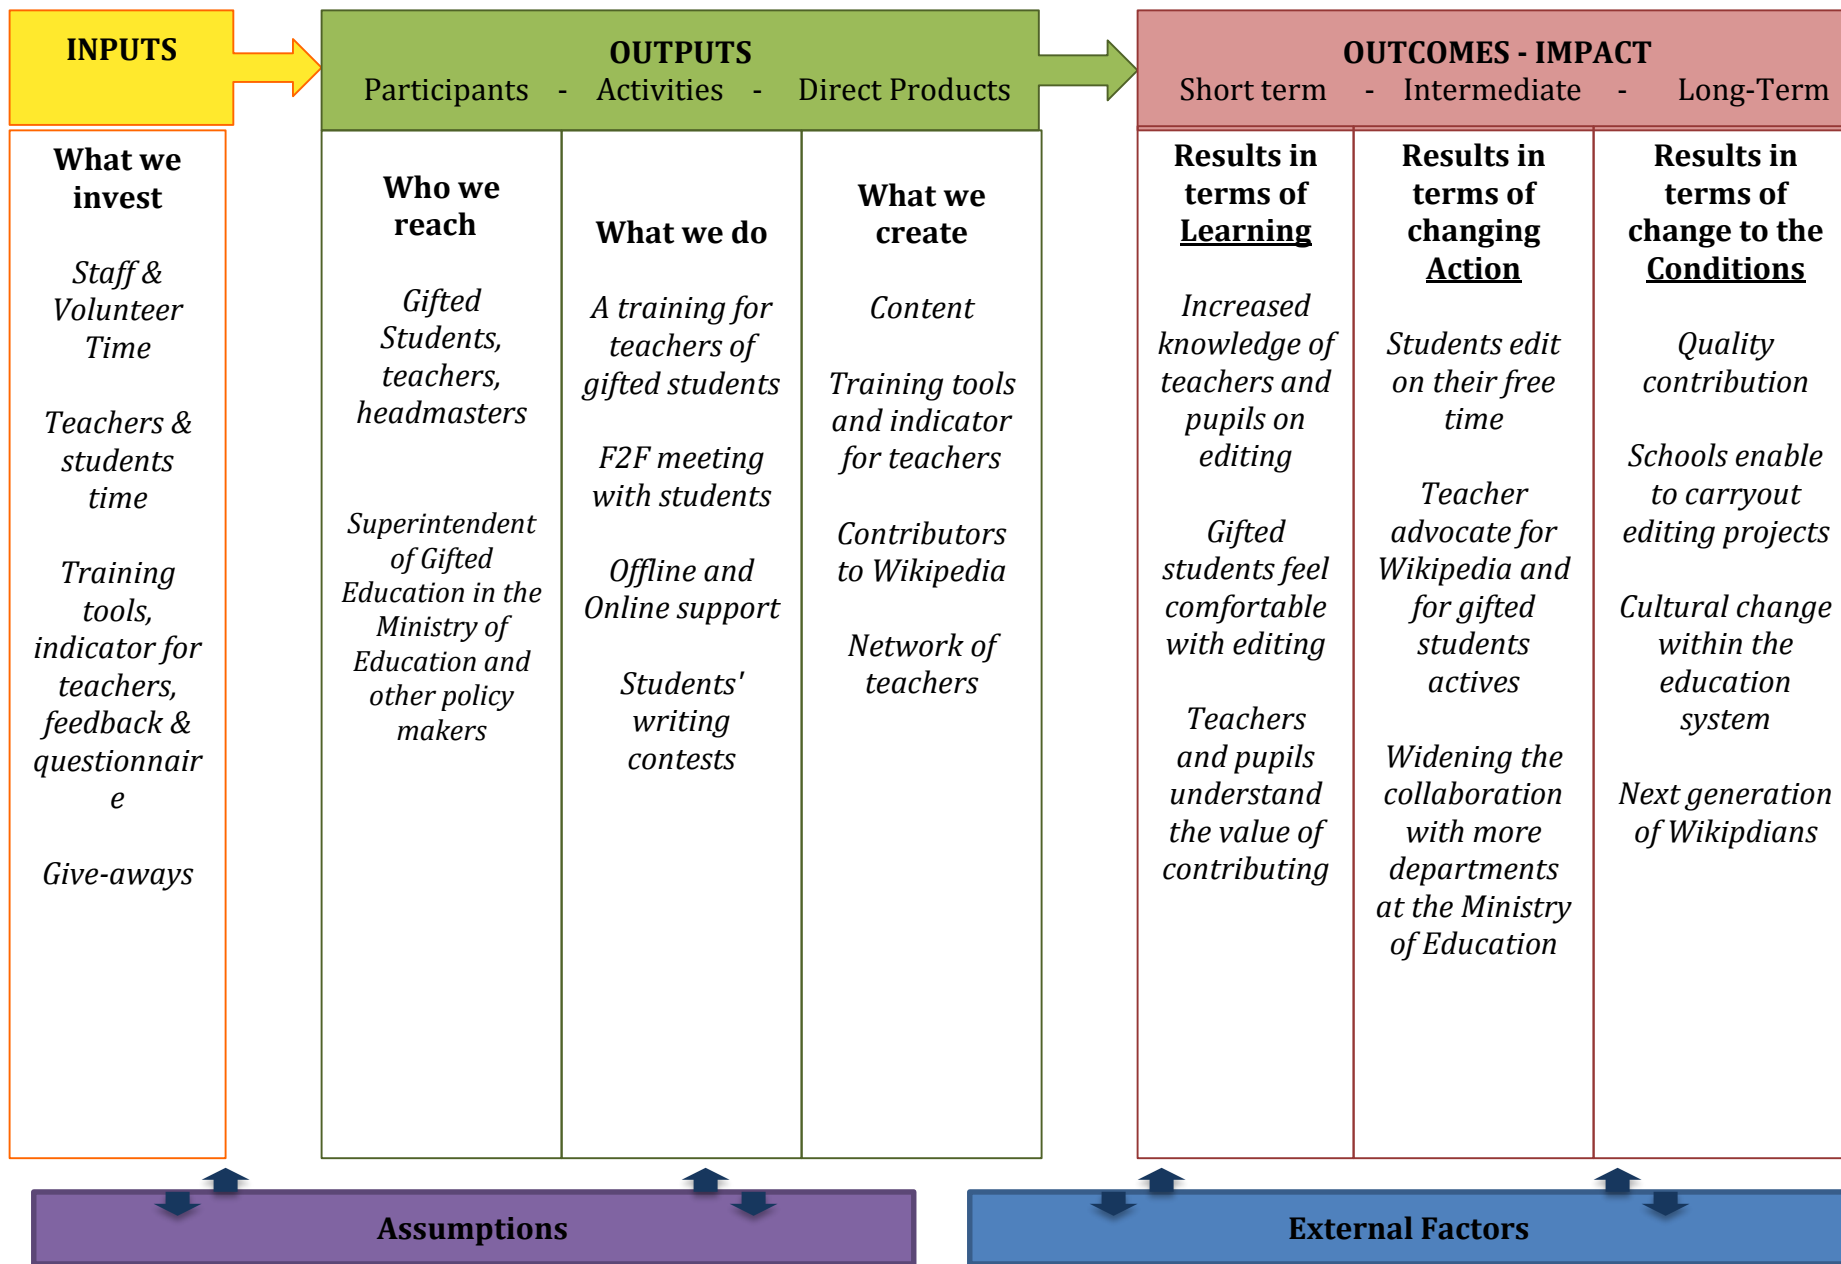 INPUTS
What we
invest
Staff &
Volunteer
Time
Teachers &
students
time
Training
tools,
indicator for
teachers,
feedback &
questionnair
e
Give-aways
OUTPUTS
Participants - Activities - Direct Products
Who we
reach
Gifted
Students,
teachers,
headmasters
Superintendent
of Gifted
Education in the
Ministry of
Education and
other policy
makers
What we do
A training for
teachers of
gifted students
F2F meeting
with students
Offline and
Online support
Students'
writing
contests
What we
create
Content
Training tools
and indicator
for teachers
Contributors
to Wikipedia
Network of
teachers
OUTCOMES - IMPACT
Short term - Intermediate - Long-Term
Results in
terms of
Learning
Increased
knowledge of
teachers and
pupils on
editing
Gifted
students feel
comfortable
with editing
Teachers
and pupils
understand
the value of
contributing
Results in
terms of
changing
Action
Students edit
on their free
time
Teacher
advocate for
Wikipedia and
for gifted
students
actives
Widening the
collaboration
with more
departments
at the Ministry
of Education
Results in
terms of
change to the
Conditions
Quality
contribution
Schools enable
to carryout
editing projects
Cultural change
within the
education
system
Next generation
of Wikipdians
Assumptions
External Factors